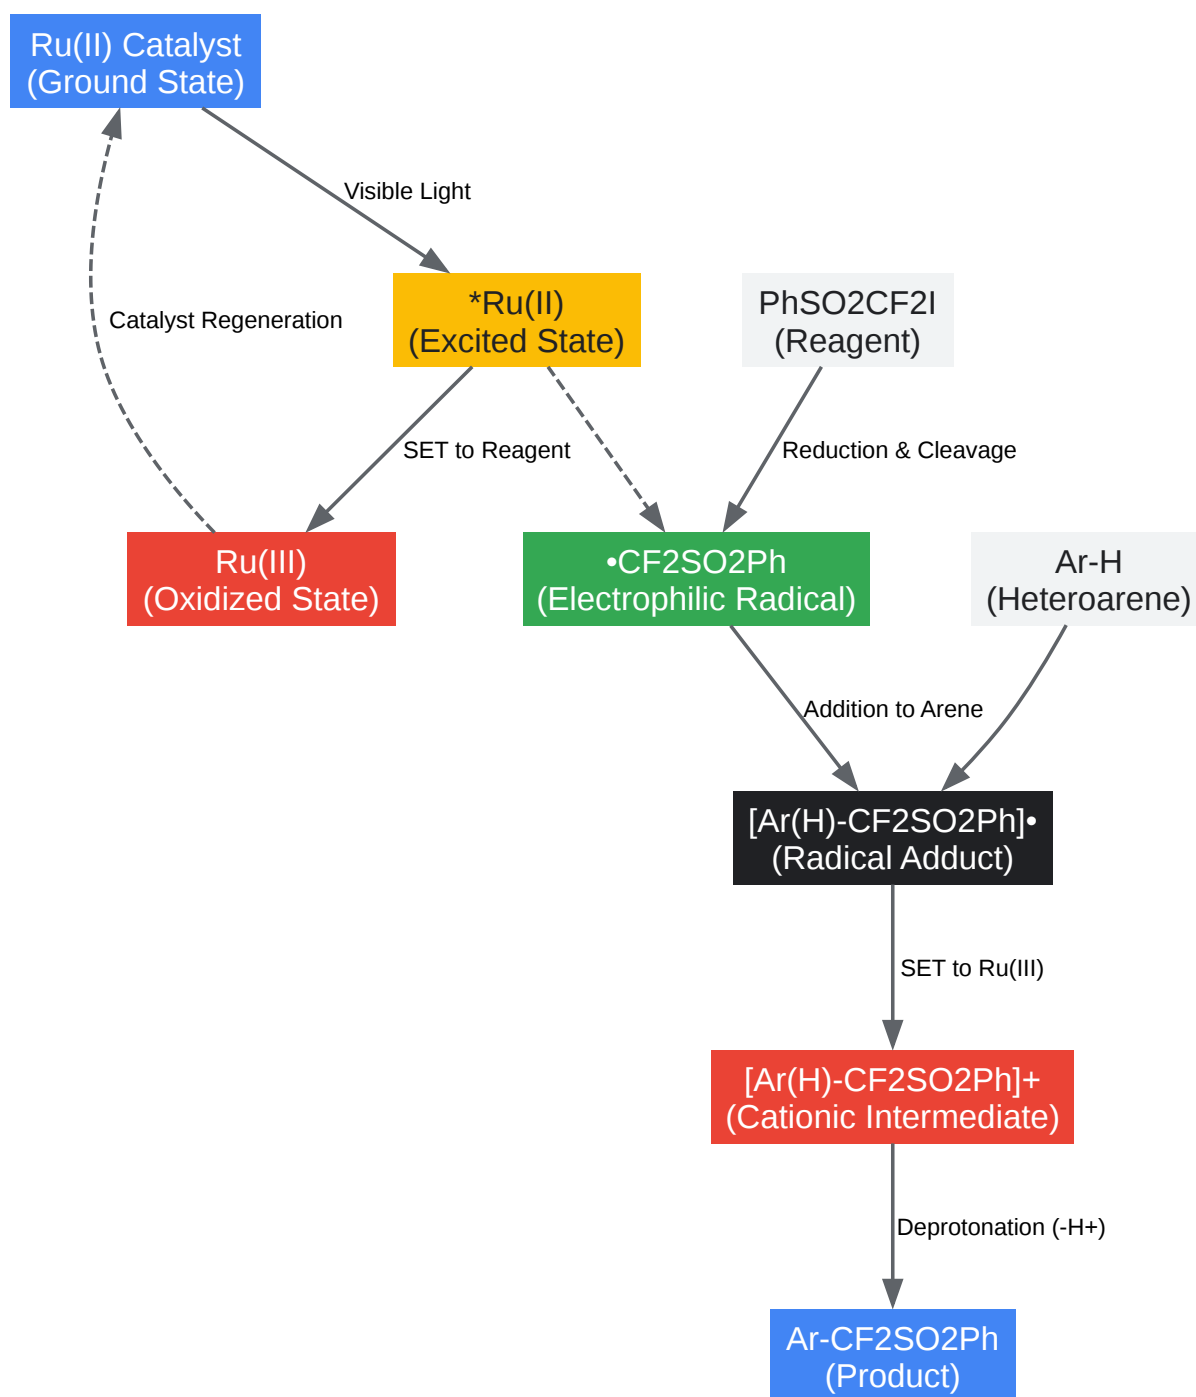 Ru(II) Catalyst
(Ground State)
Visible Light
*Ru(II)
(Excited State)
PhSO2CF2I
(Reagent)
Catalyst Regeneration
SET to Reagent
Reduction & Cleavage
Ru(III)
(Oxidized State)
•CF2SO2Ph
(Electrophilic Radical)
Ar-H
(Heteroarene)
Addition to Arene
[Ar(H)-CF2SO2Ph]•
(Radical Adduct)
SET to Ru(III)
[Ar(H)-CF2SO2Ph]+
(Cationic Intermediate)
Deprotonation (-H+)
Ar-CF2SO2Ph
(Product)